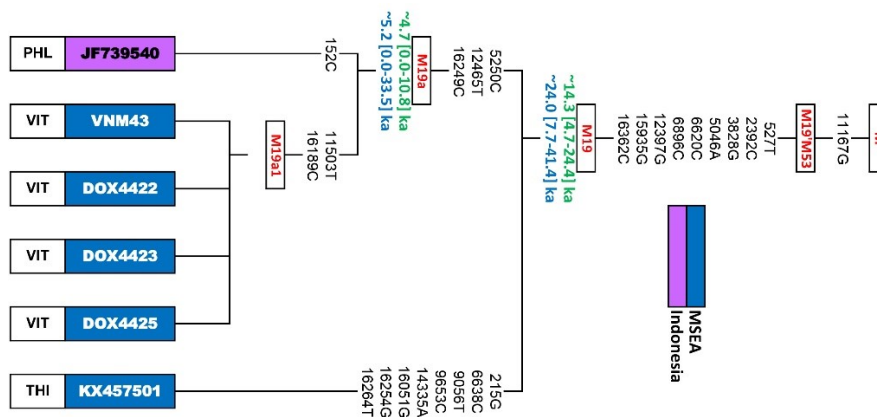 PHL
JF739540
152C
~4.7 [0.0-10.8] ka
~5.2 [0.0-33.5] ka
M19a
5250C
12465T
16249C
VIT
VNM43
11503T
16189C
M19a1
~14.3 [4.7-24.4] ka
~24.0 [7.7-41.4] ka
M19
527T
2392C
3828G
5046A
6620C
6896C
12397G
15935G
16362C
M19'M53
11167G
VIT
DOX4422
VIT
DOX4423
VIT
DOX4425
MSEA
Indonesia
THI
KX457501
215G
6638C
9056T
9653C
14335A
16051G
16254G
16264T